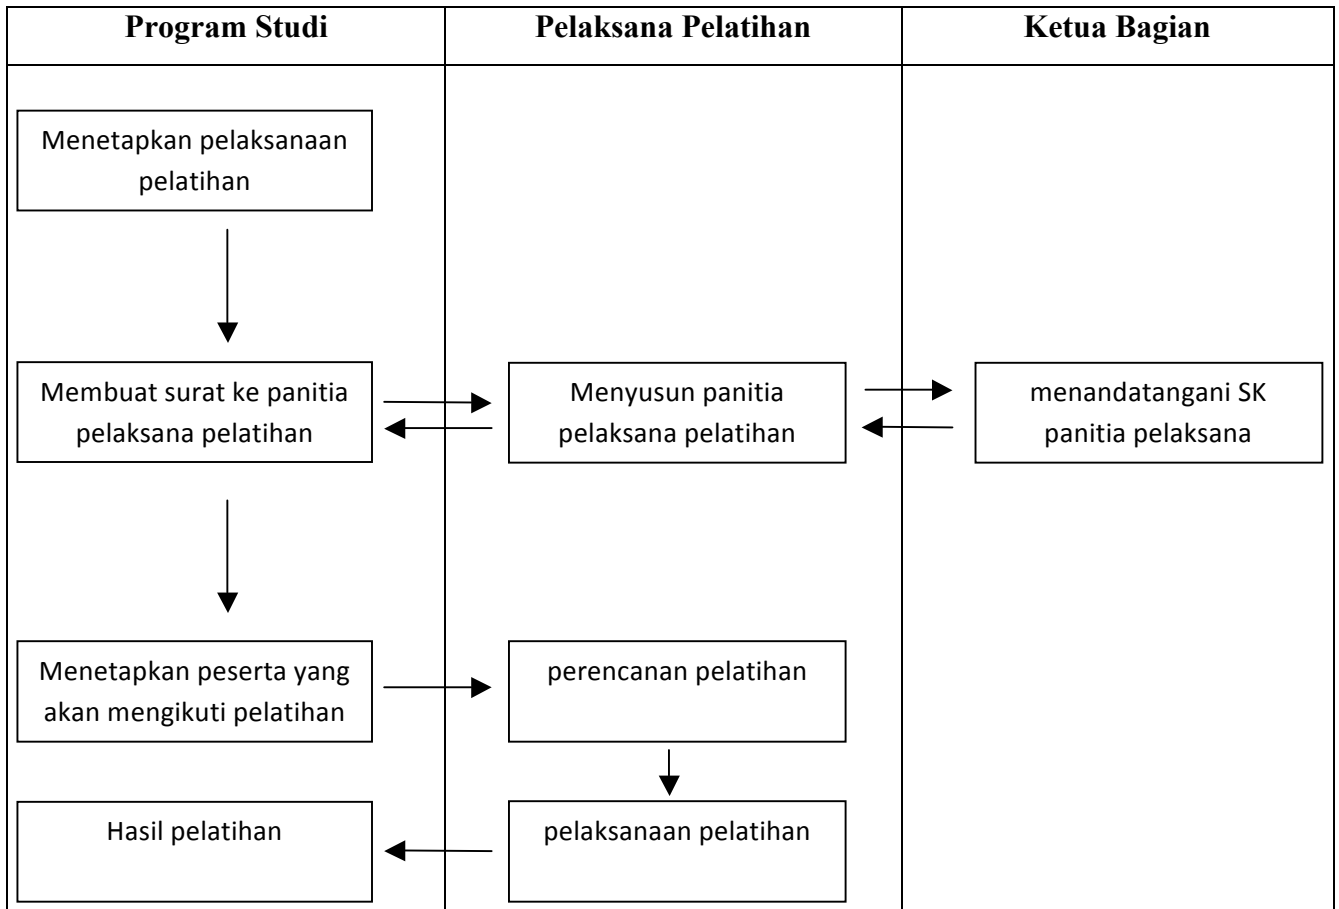 Program Studi
Pelaksana Pelatihan
Ketua Bagian
Menetapkan pelaksanaan
pelatihan
Membuat surat ke panitia
pelaksana pelatihan
Menyusun panitia
pelaksana pelatihan
menandatangani SK
panitia pelaksana
Menetapkan peserta yang
akan mengikuti pelatihan
perencanan pelatihan
Hasil pelatihan
pelaksanaan pelatihan